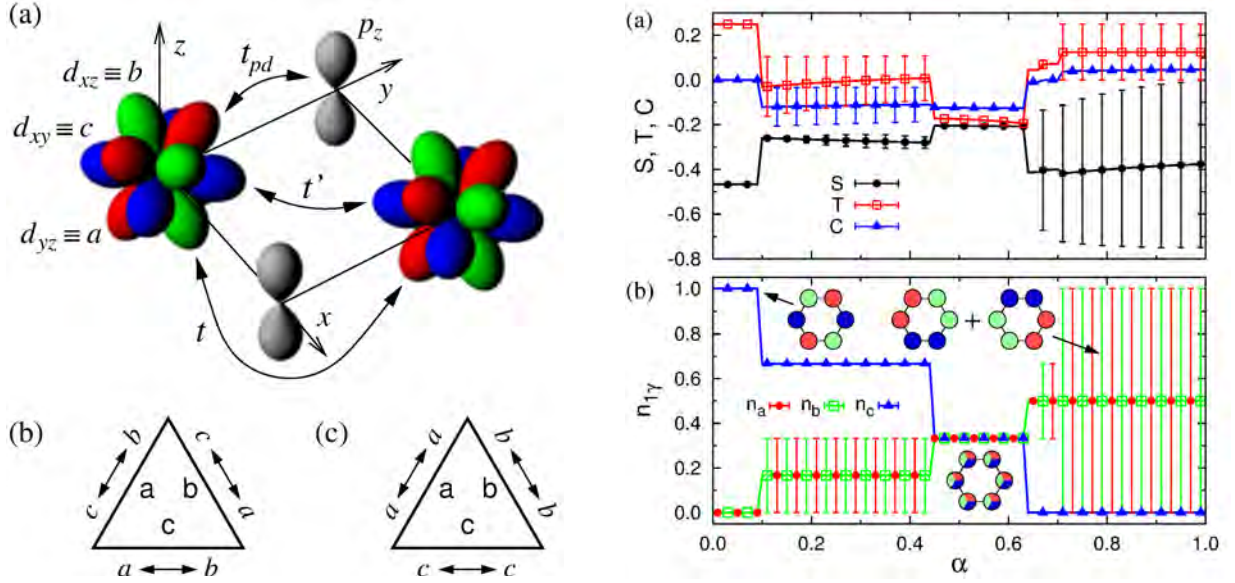 (a)
z
p_z
t_pd
y
d_xz ≡ b
d_xy ≡ c
t'
d_yz ≡ a
x
t
(b)
b
c
a b
c
c
a
a b
(c)
a
b
a b
c
a
b
c c
(a)
0.2
0.0
-0.2
-0.4
-0.6
-0.8
S, T, C
S
T
C
(b)
1.0
0.8
0.6
0.4
0.2
0.0
n_1γ
+
n_a n_b n_c
0.0 0.2 0.4 0.6 0.8 1.0
α